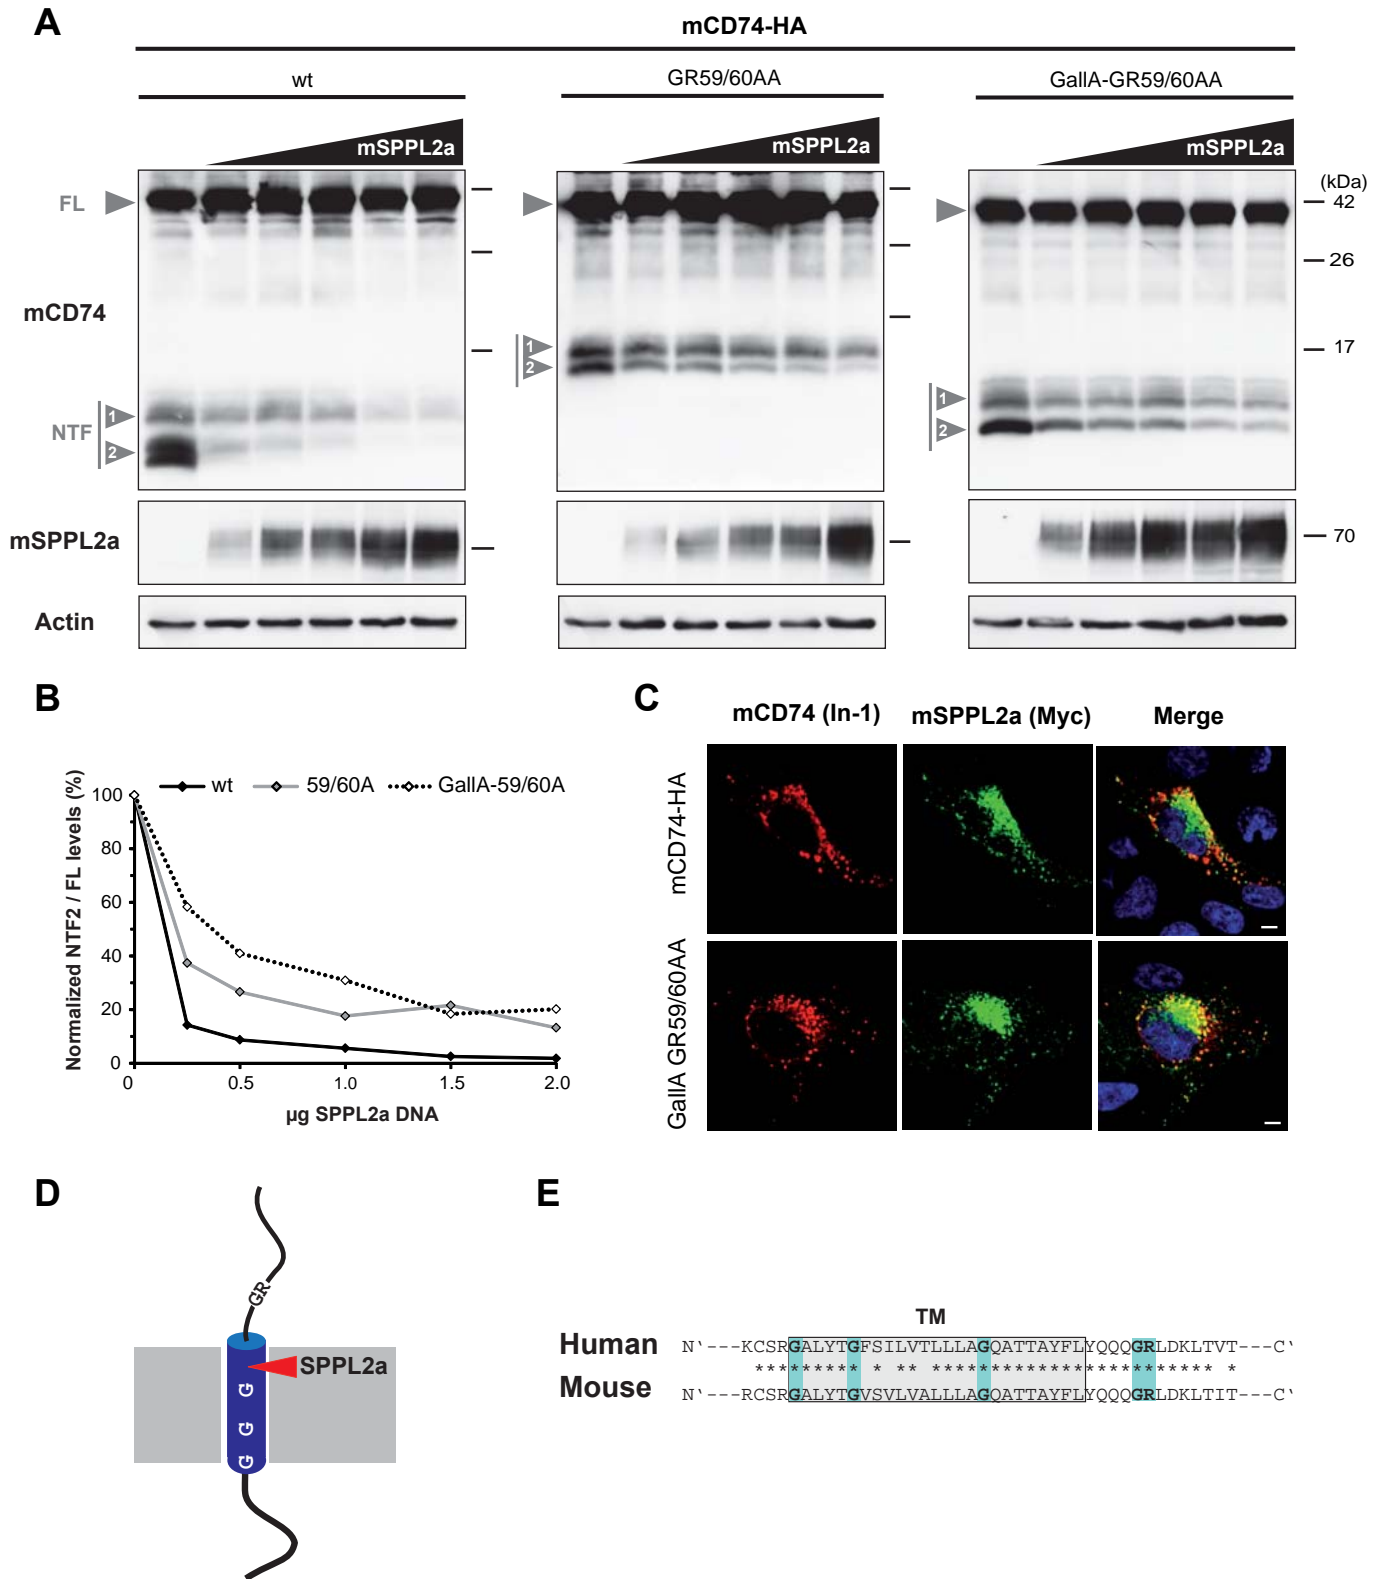 A
mCD74-HA
wt
GR59/60AA
GallA-GR59/60AA
mSPPL2a
mSPPL2a
mSPPL2a
(kDa)
FL
42
26
mCD74
17
1
2
NTF
1
2
1
2
mSPPL2a
70
Actin
B
wt
59/60A
GallA-59/60A
Normalized NTF2 / FL levels (%)
100
80
60
40
20
0
0
0.5
1.0
1.5
2.0
µg SPPL2a DNA
C
mCD74 (In-1)
mSPPL2a (Myc)
Merge
mCD74-HA
GallA GR59/60AA
D
GR
SPPL2a
G
G
G
E
TM
Human N‘---KCSRGALYTGFSILVTLLLAGQATTAYFLYQQQGRLDKLTVT---C‘
******** * ** ********************** *
Mouse N‘---RCSRGALYTGVSVLVALLLAGQATTAYFLYQQQGRLDKLTIT---C‘